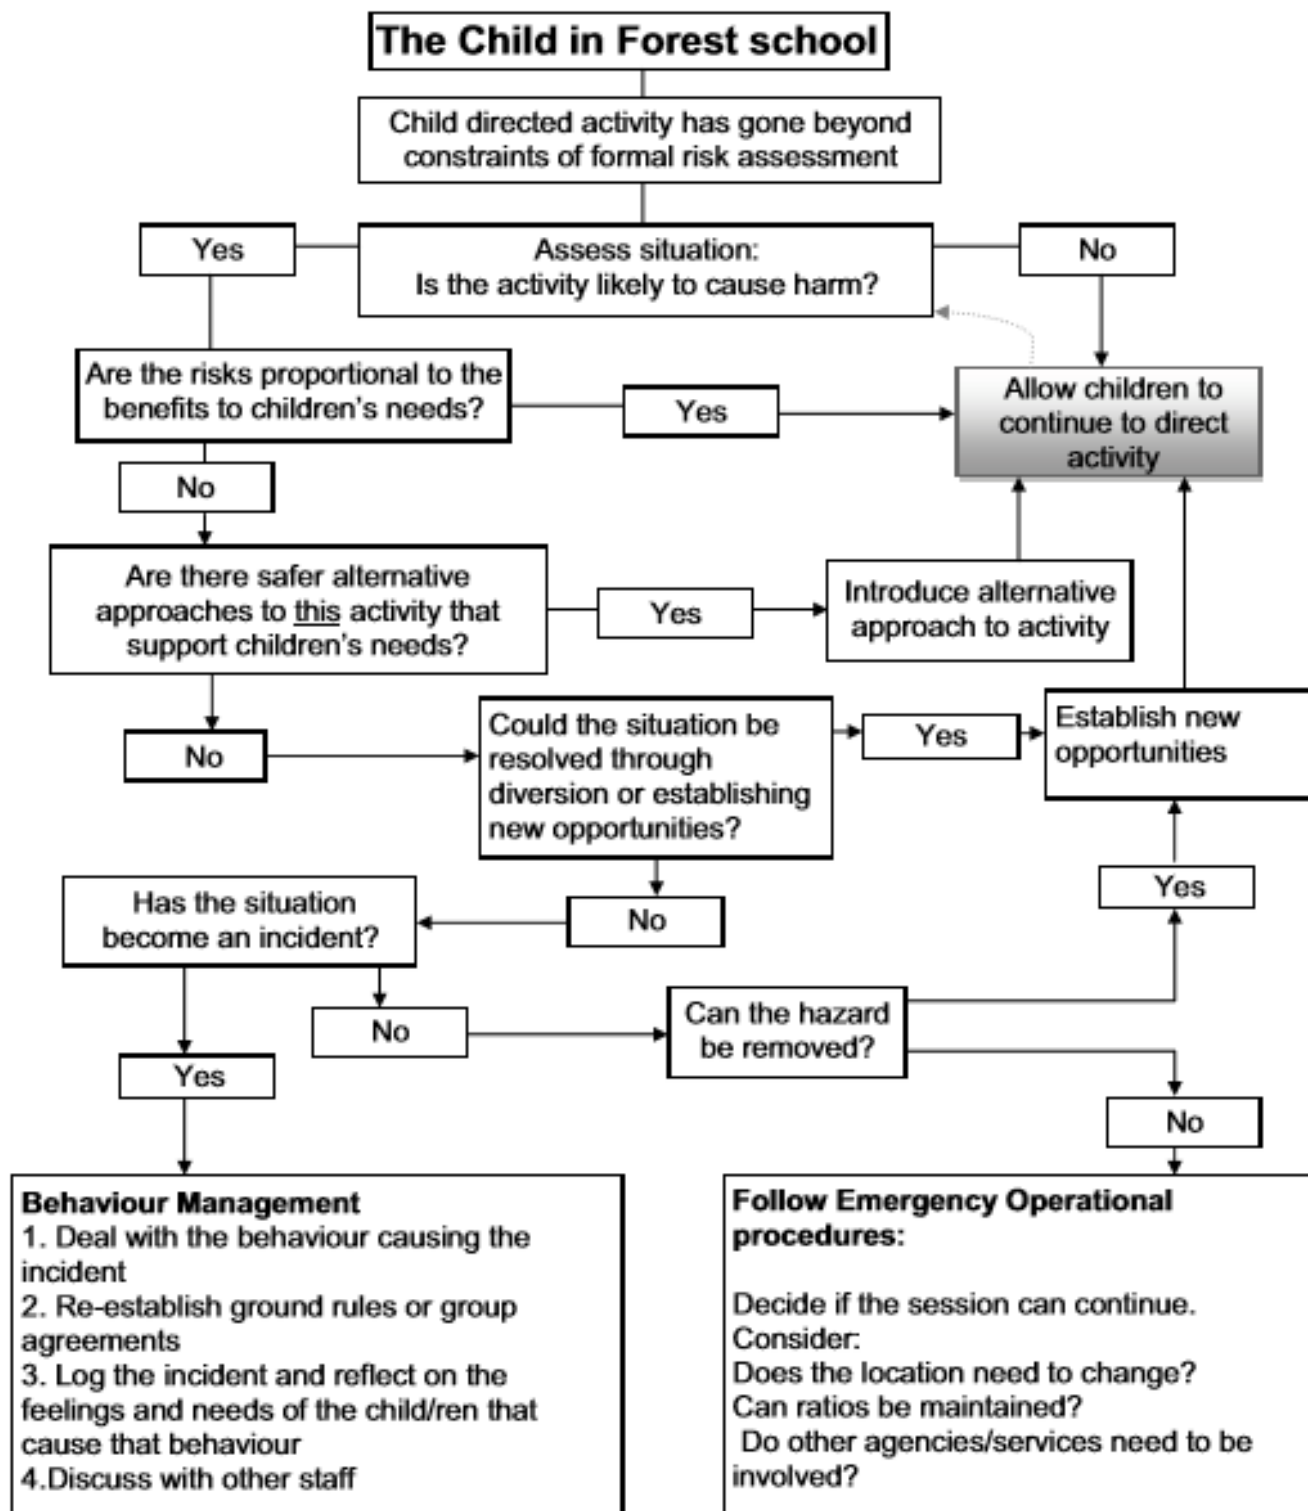 The Child in Forest school
Child directed activity has gone beyond
constraints of formal risk assessment
Yes
Assess situation:
Is the activity likely to cause harm?
No
Are the risks proportional to the
benefits to children's needs?
Yes
Allow children to
continue to direct
activity
No
Are there safer alternative
approaches to this activity that
support children's needs?
Yes
Introduce alternative
approach to activity
No
Could the situation be
resolved through
diversion or establishing
new opportunities?
Yes
Establish new
opportunities
Yes
Has the situation
become an incident?
No
No
Can the hazard
be removed?
Yes
No
Behaviour Management
1. Deal with the behaviour causing the
incident
2. Re-establish ground rules or group
agreements
3. Log the incident and reflect on the
feelings and needs of the child/ren that
cause that behaviour
4.Discuss with other staff
Follow Emergency Operational
procedures:
Decide if the session can continue.
Consider:
Does the location need to change?
Can ratios be maintained?
Do other agencies/services need to be
involved?